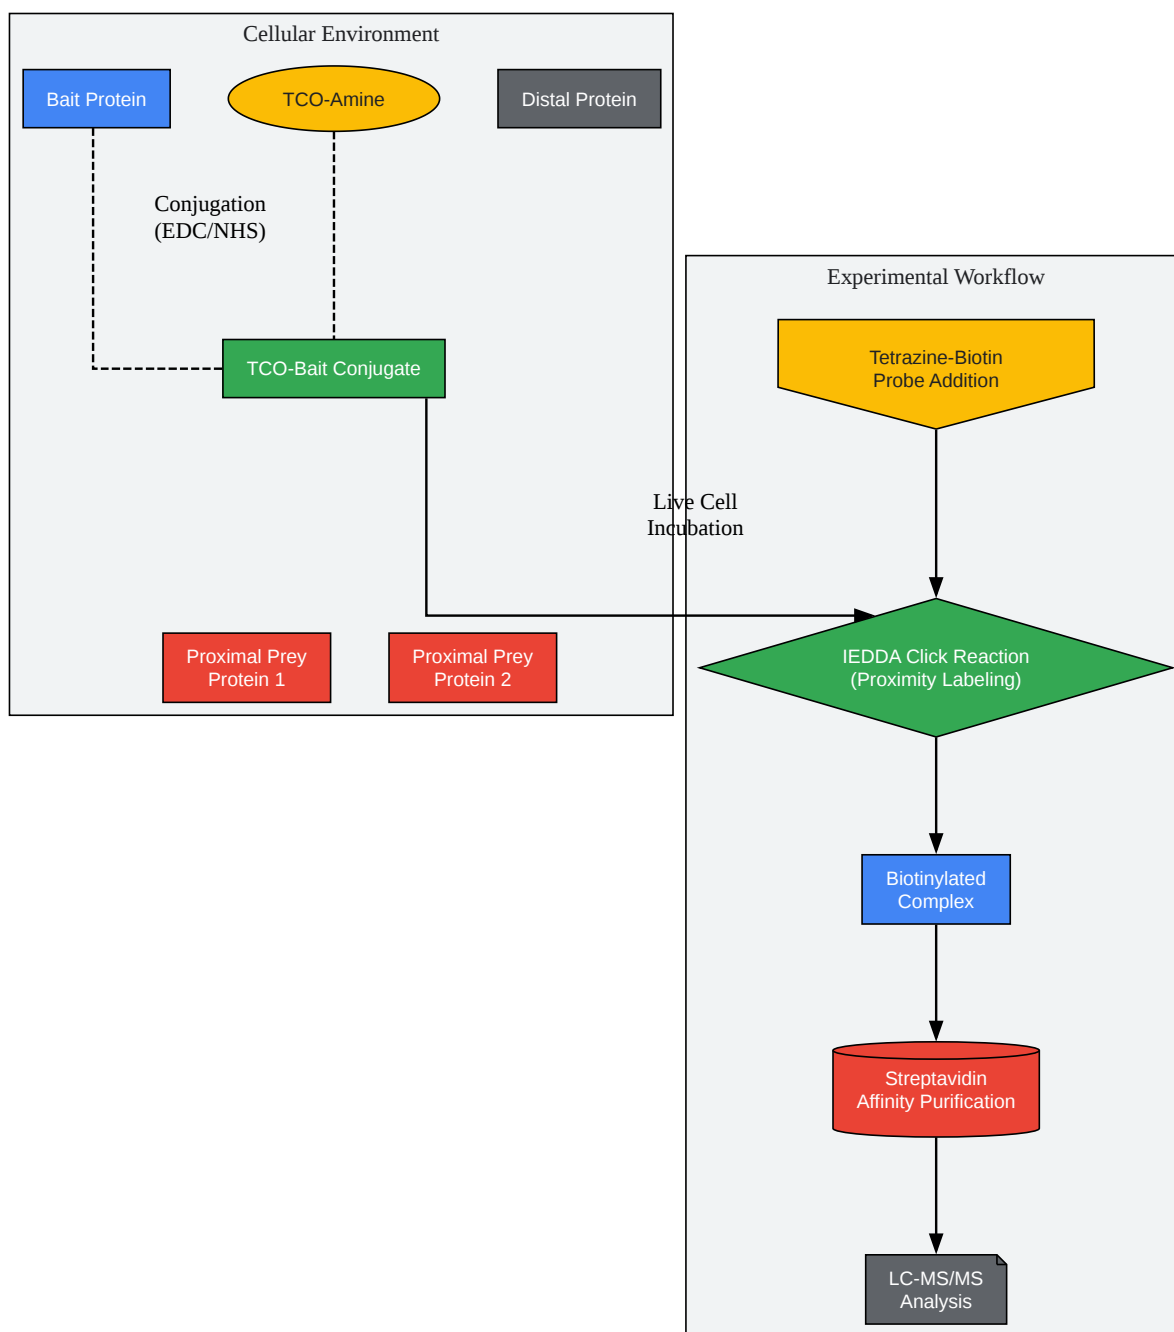 Cellular Environment
Bait Protein
TCO-Amine
Distal Protein
Conjugation
(EDC/NHS)
TCO-Bait Conjugate
Proximal Prey
Protein 1
Proximal Prey
Protein 2
Live Cell
Incubation
Experimental Workflow
Tetrazine-Biotin
Probe Addition
IEDDA Click Reaction
(Proximity Labeling)
Biotinylated
Complex
Streptavidin
Affinity Purification
LC-MS/MS
Analysis